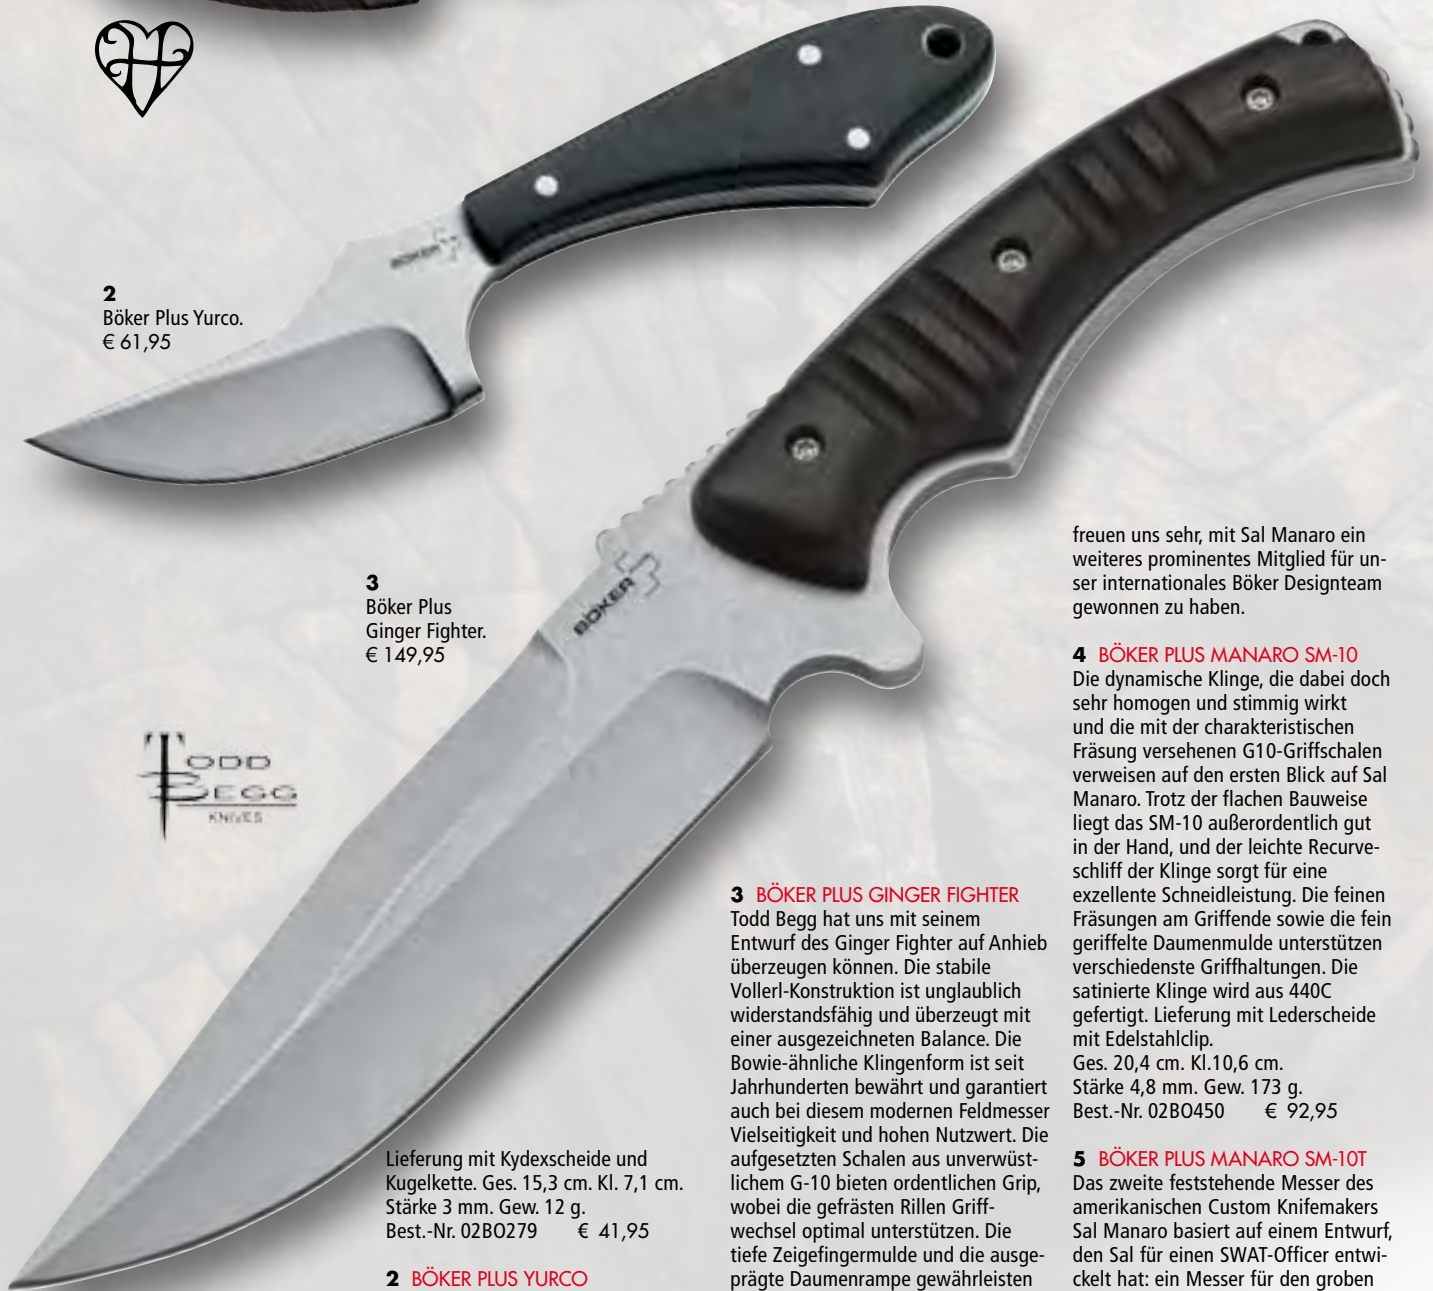 BÖKER
2
Böker Plus Yurco.
€ 61,95
BÖKER
3
Böker Plus
Ginger Fighter.
€ 149,95
TODD
BEGG
KNIVES
Lieferung mit Kydexscheide und
Kugelkette. Ges. 15,3 cm. Kl. 7,1 cm.
Stärke 3 mm. Gew. 12 g.
Best.-Nr. 02BO279 € 41,95
2 BÖKER PLUS YURCO
3 BÖKER PLUS GINGER FIGHTER
Todd Begg hat uns mit seinem
Entwurf des Ginger Fighter auf Anhieb
überzeugen können. Die stabile
Vollerl-Konstruktion ist unglaublich
widerstandsfähig und überzeugt mit
einer ausgezeichneten Balance. Die
Bowie-ähnliche Klingenform ist seit
Jahrhunderten bewährt und garantiert
auch bei diesem modernen Feldmesser
Vielseitigkeit und hohen Nutzwert. Die
aufgesetzten Schalen aus unverwüst-
lichem G-10 bieten ordentlichen Grip,
wobei die gefrästen Rillen Griff-
wechsel optimal unterstützen. Die
tiefe Zeigefingermulde und die ausge-
prägte Daumenrampe gewährleisten
freuen uns sehr, mit Sal Manaro ein
weiteres prominentes Mitglied für un-
ser internationales Böker Designteam
gewonnen zu haben.
4 BÖKER PLUS MANARO SM-10
Die dynamische Klinge, die dabei doch
sehr homogen und stimmig wirkt
und die mit der charakteristischen
Fräsung versehenen G10-Griffschalen
verweisen auf den ersten Blick auf Sal
Manaro. Trotz der flachen Bauweise
liegt das SM-10 außerordentlich gut
in der Hand, und der leichte Recurve-
schliff der Klinge sorgt für eine
exzellente Schneidleistung. Die feinen
Fräsungen am Griffende sowie die fein
geriffelte Daumenmulde unterstützen
verschiedenste Griffhaltungen. Die
satinierte Klinge wird aus 440C
gefertigt. Lieferung mit Lederscheide
mit Edelstahlclip.
Ges. 20,4 cm. Kl.10,6 cm.
Stärke 4,8 mm. Gew. 173 g.
Best.-Nr. 02BO450 € 92,95
5 BÖKER PLUS MANARO SM-10T
Das zweite feststehende Messer des
amerikanischen Custom Knifemakers
Sal Manaro basiert auf einem Entwurf,
den Sal für einen SWAT-Officer entwi-
ckelt hat: ein Messer für den groben